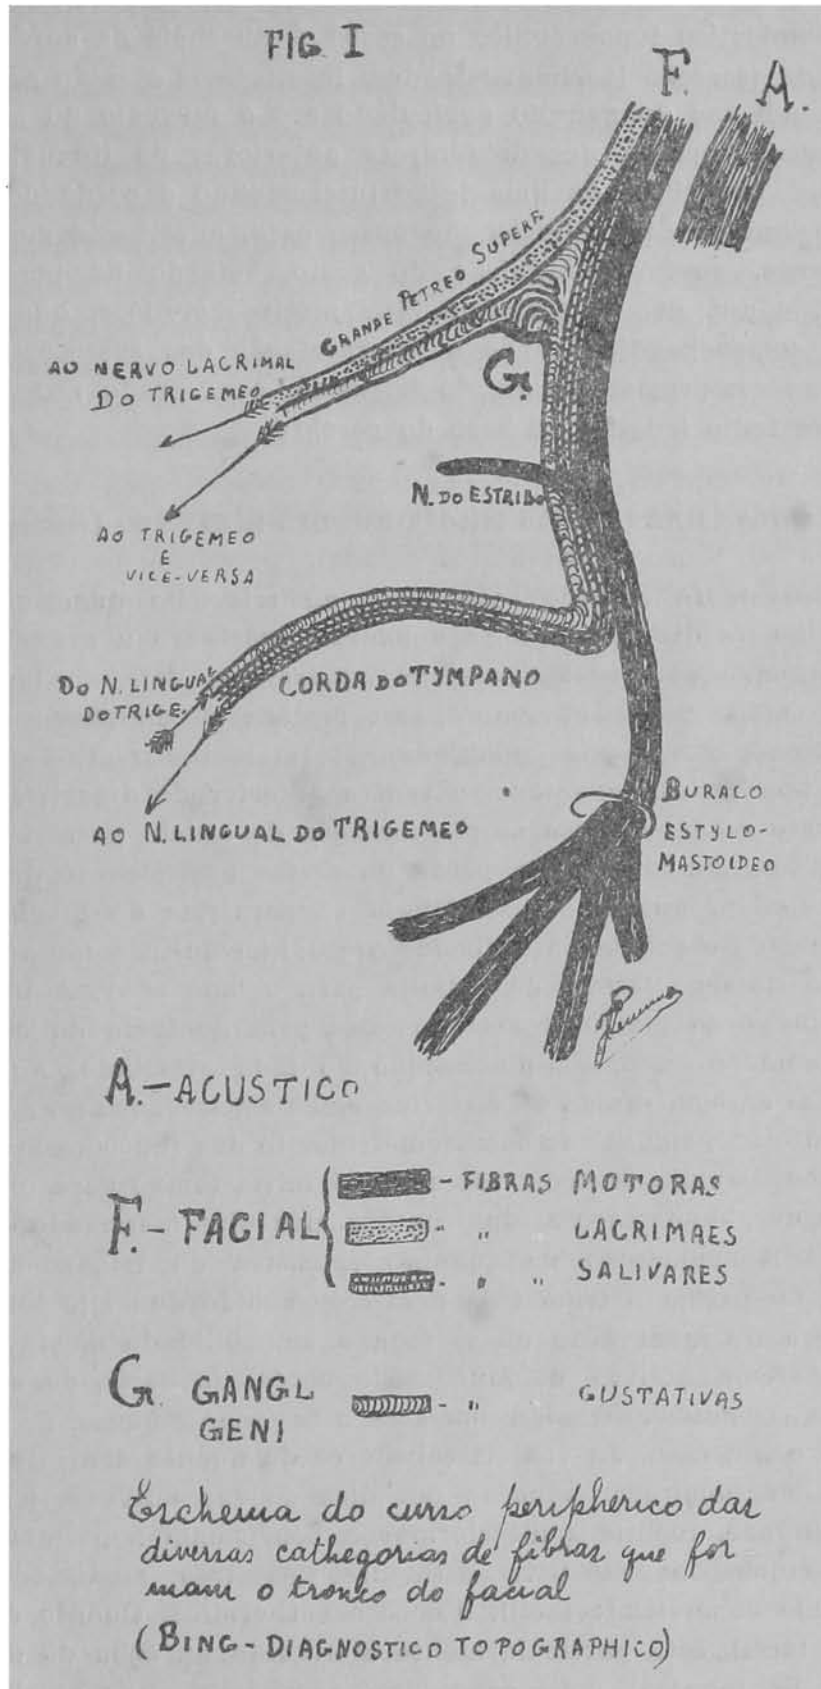 FIG. I
F. A.
GRANDE PETREO SUPERF.
AO NERVO LACRIMAL
DO TRIGEMEO
G.
N. DO ESTRIBO
AO TRIGEMEO
E
VICE-VERSA
DO N. LINGUAL
DO TRIGE.
CORDA DO TYMPANO
AO N. LINGUAL DO TRIGEMEO
BURACO
ESTYLO-
MASTOIDEO
A.-ACUSTICO
F.-FACIAL
- FIBRAS MOTORAS
- " LACRIMAES
- " " SALIVARES
G. GANGL
GENI
- " GUSTATIVAS
Eschema do curso peripherico das
diversas cathegorias de fibras que for
mam o tronco do facial
(BING-DIAGNOSTICO TOPOGRAPHICO)